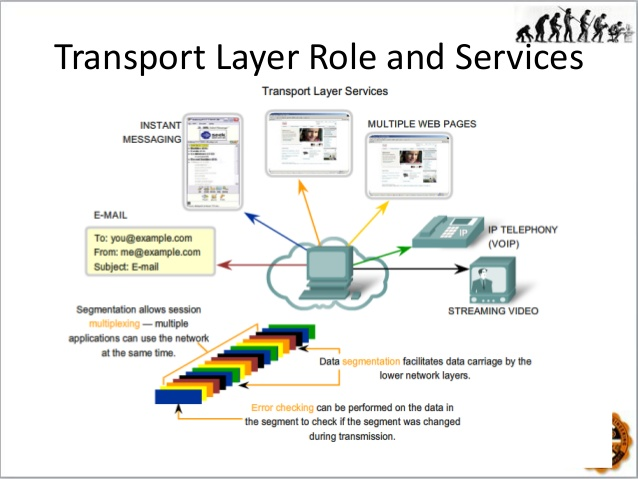 Transport Layer Role and Services
Transport Layer Services
INSTANT
MESSAGING
MULTIPLE WEB PAGES
E-MAIL
To: you@example.com
From: me@example.com
Subject: E-mail
IP
IP TELEPHONY
(VOIP)
STREAMING VIDEO
Segmentation allows session
multiplexing — multiple
applications can use the network
at the same time.
Data segmentation facilitates data carriage by the
lower network layers.
Error checking can be performed on the data in
the segment to check if the segment was changed
during transmission.